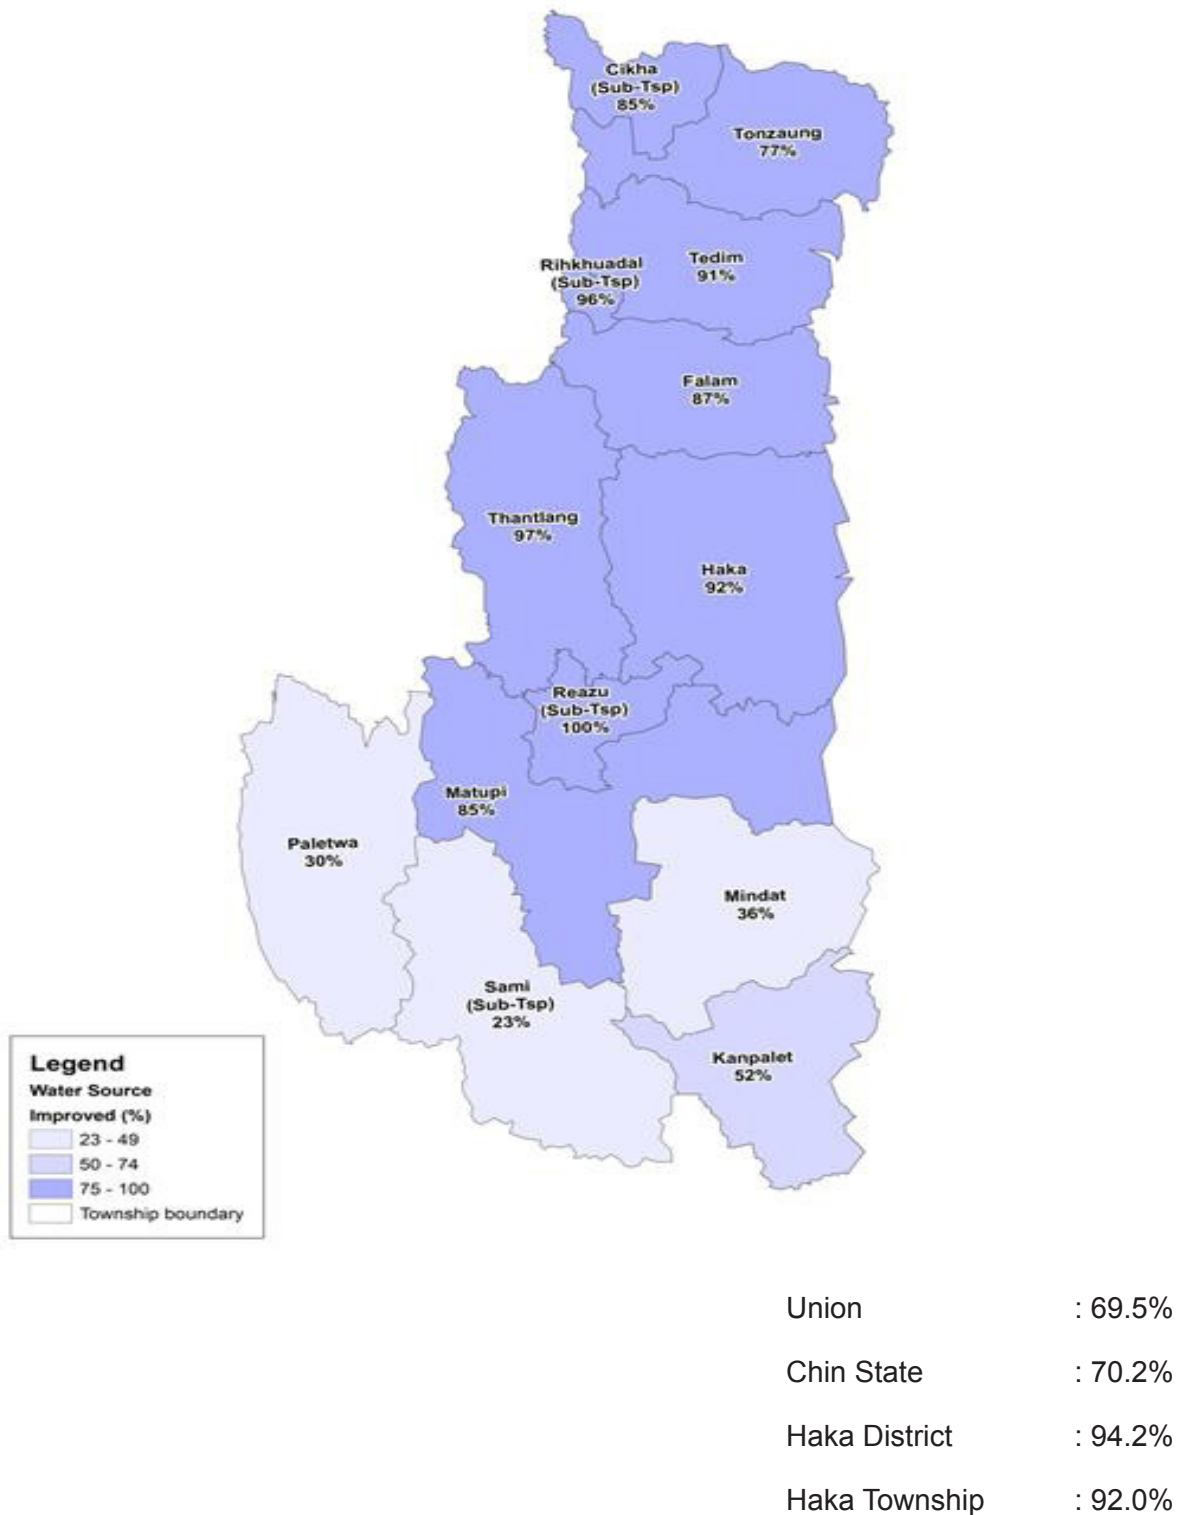 Cikha
(Sub-Tsp)
85%
Tonzaung
77%
Tedim
91%
Rihkhuadal
(Sub-Tsp)
96%
Falam
87%
Thantlang
97%
Haka
92%
Reazu
(Sub-Tsp)
100%
Matupi
85%
Paletwa
30%
Mindat
36%
Sami
(Sub-Tsp)
23%
Kanpalet
52%
Legend
Water Source
Improved (%)
23 - 49
50 - 74
75 - 100
Township boundary
Union : 69.5%
Chin State : 70.2%
Haka District : 94.2%
Haka Township : 92.0%